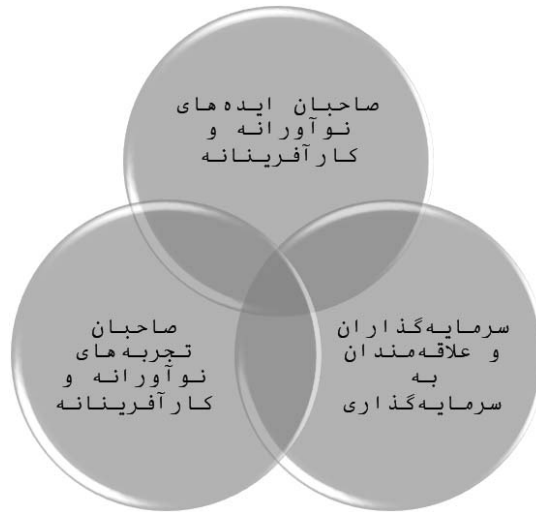 صاحبان ایده‌های
نوآورانه و
کارآفرینانه
صاحبان
تجربه‌های
نوآورانه و
کارآفرینانه
سرمایه‌گذاران
و علاقه‌مندان
به
سرمایه‌گذاری